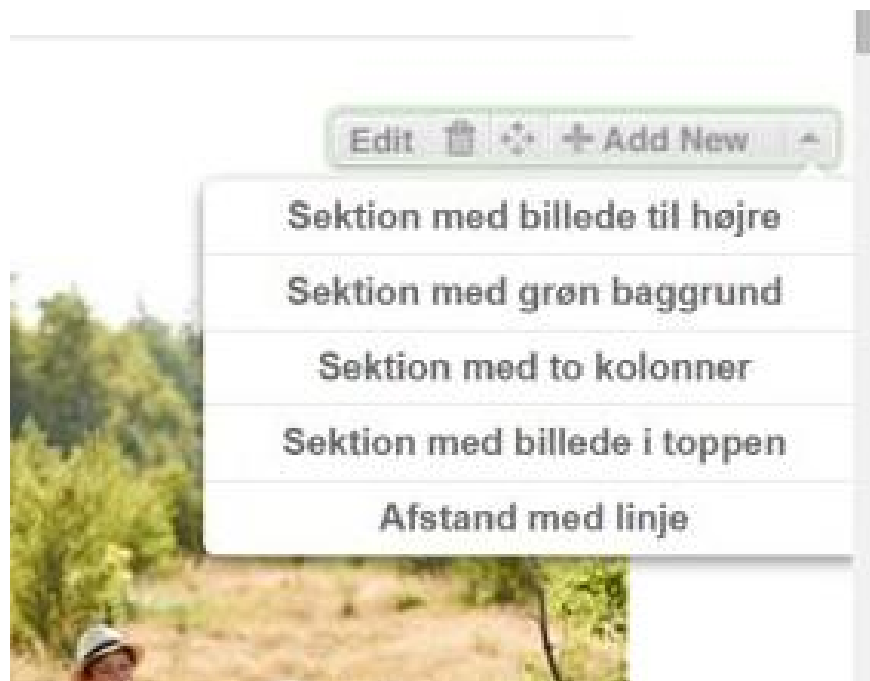 Edit Add New
Sektion med billede til højre
Sektion med grøn baggrund
Sektion med to kolonner
Sektion med billede i toppen
Afstand med linje